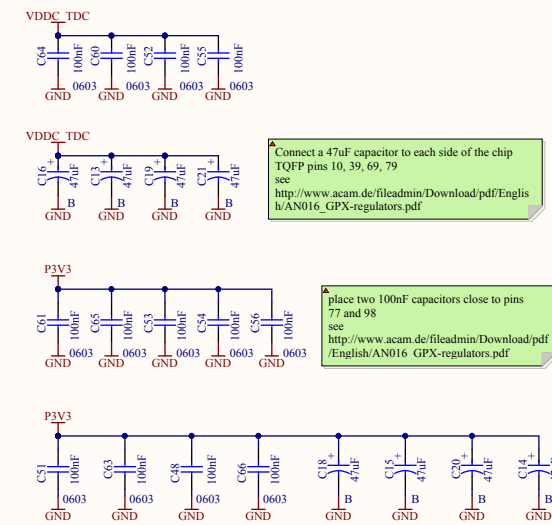 VDDC_TDC
C64 100nF C60 100nF C52 100nF C55 100nF
0603 0603 0603 0603
GND GND GND GND
VDDC_TDC
C16 + 47uF C13 + 47uF C19 + 47uF C21 + 47uF
B B B B
GND GND GND GND
Connect a 47uF capacitor to each side of the chip
TQFP pins 10, 39, 69, 79
see
http://www.acam.de/fileadmin/Download/pdf/Englis
h/AN016_GPX-regulators.pdf
P3V3
C61 100nF C65 100nF C53 100nF C54 100nF C56 100nF
0603 0603 0603 0603 0603
GND GND GND GND GND
place two 100nF capacitors close to pins
77 and 98
see
http://www.acam.de/fileadmin/Download/pdf
/English/AN016_GPX-regulators.pdf
P3V3
C51 100nF C63 100nF C48 100nF C66 100nF C18 + 47uF C15 + 47uF C20 + 47uF C14 +
0603 0603 0603 0603 B B B B
GND GND GND GND GND GND GND GND